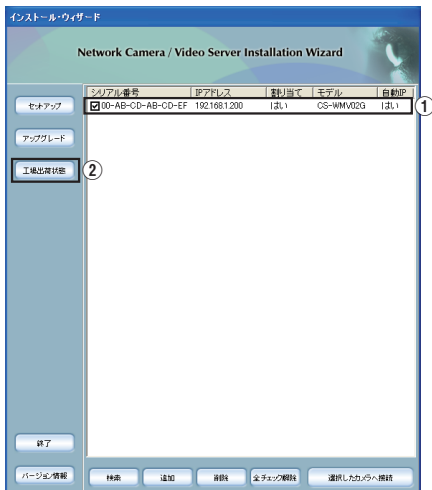 インストール・ウィザード
Network Camera / Video Server Installation Wizard
シリアル番号 IPアドレス 割り当て モデル 自動IP
00-AB-CD-AB-CD-EF 192.168.1.200 はい CS-WMV02G はい ①
セットアップ
アップグレード
工場出荷状態 ②
終了
バージョン情報
検索 追加 削除 全チェック解除 選択したカメラへ接続